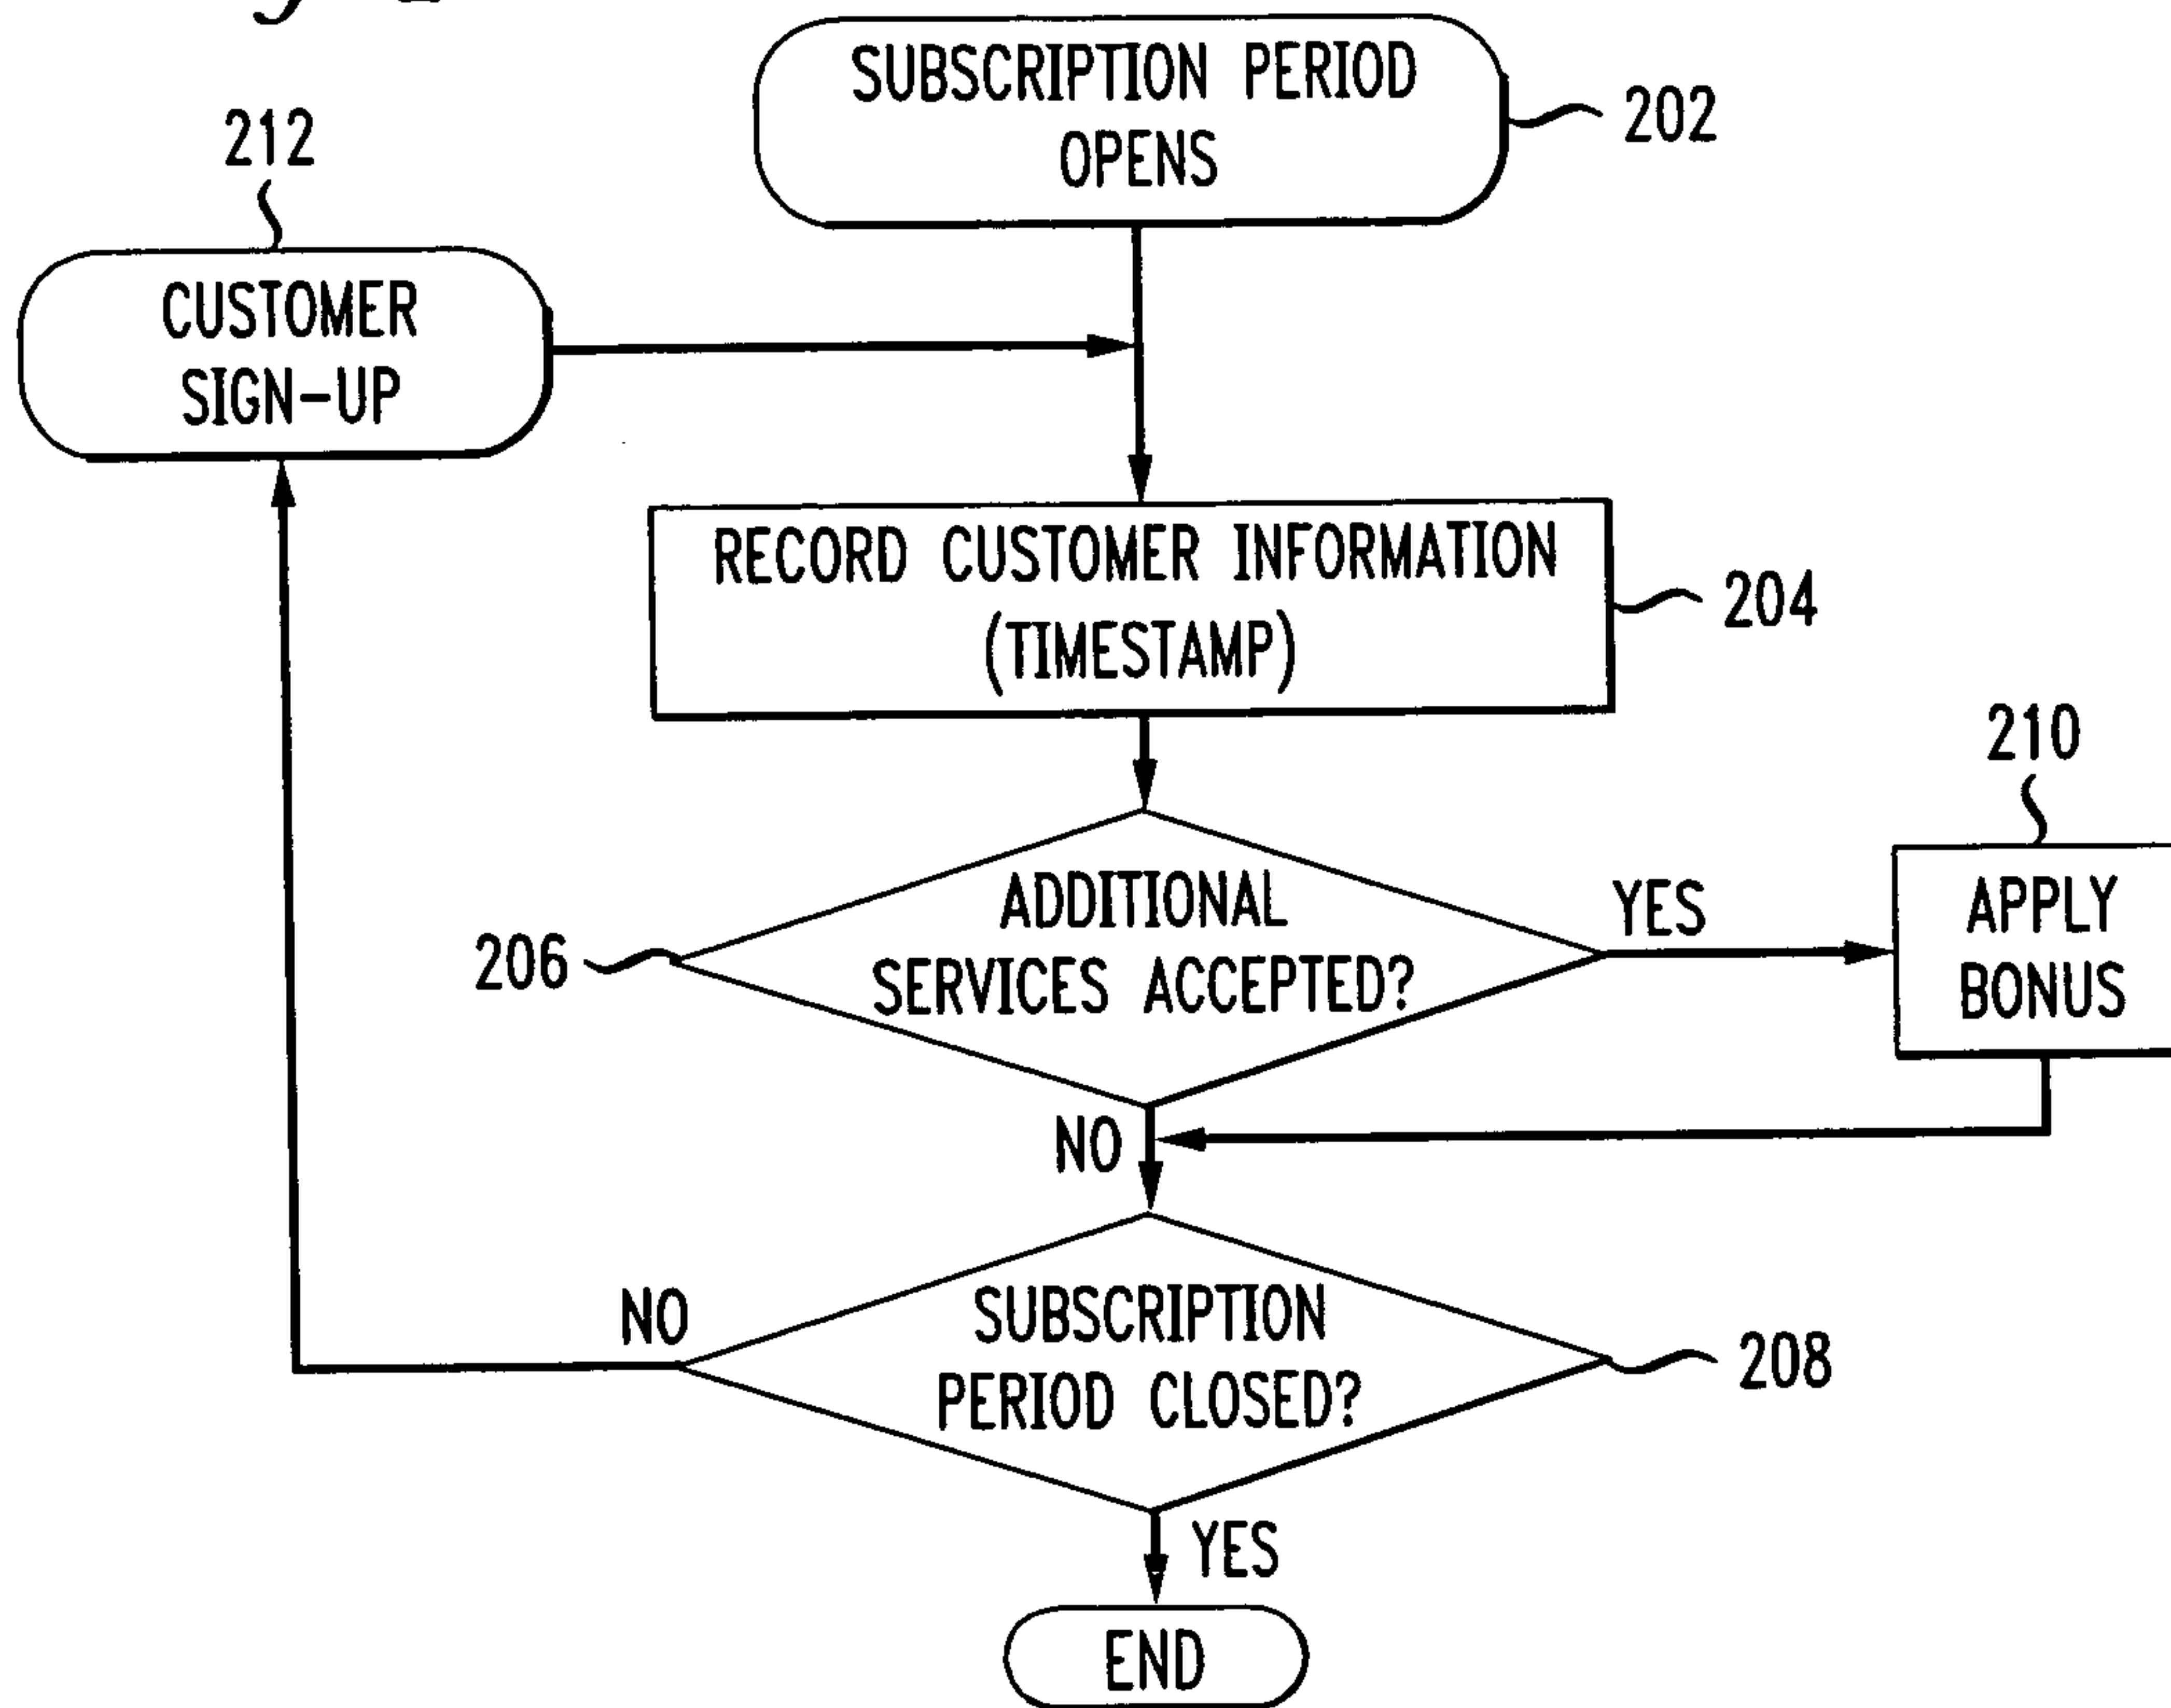 SUBSCRIPTION PERIOD
OPENS
202
212
CUSTOMER
SIGN-UP
RECORD CUSTOMER INFORMATION
(TIMESTAMP)
204
210
ADDITIONAL
SERVICES ACCEPTED?
206
YES
APPLY
BONUS
NO
SUBSCRIPTION
PERIOD CLOSED?
NO
208
YES
END